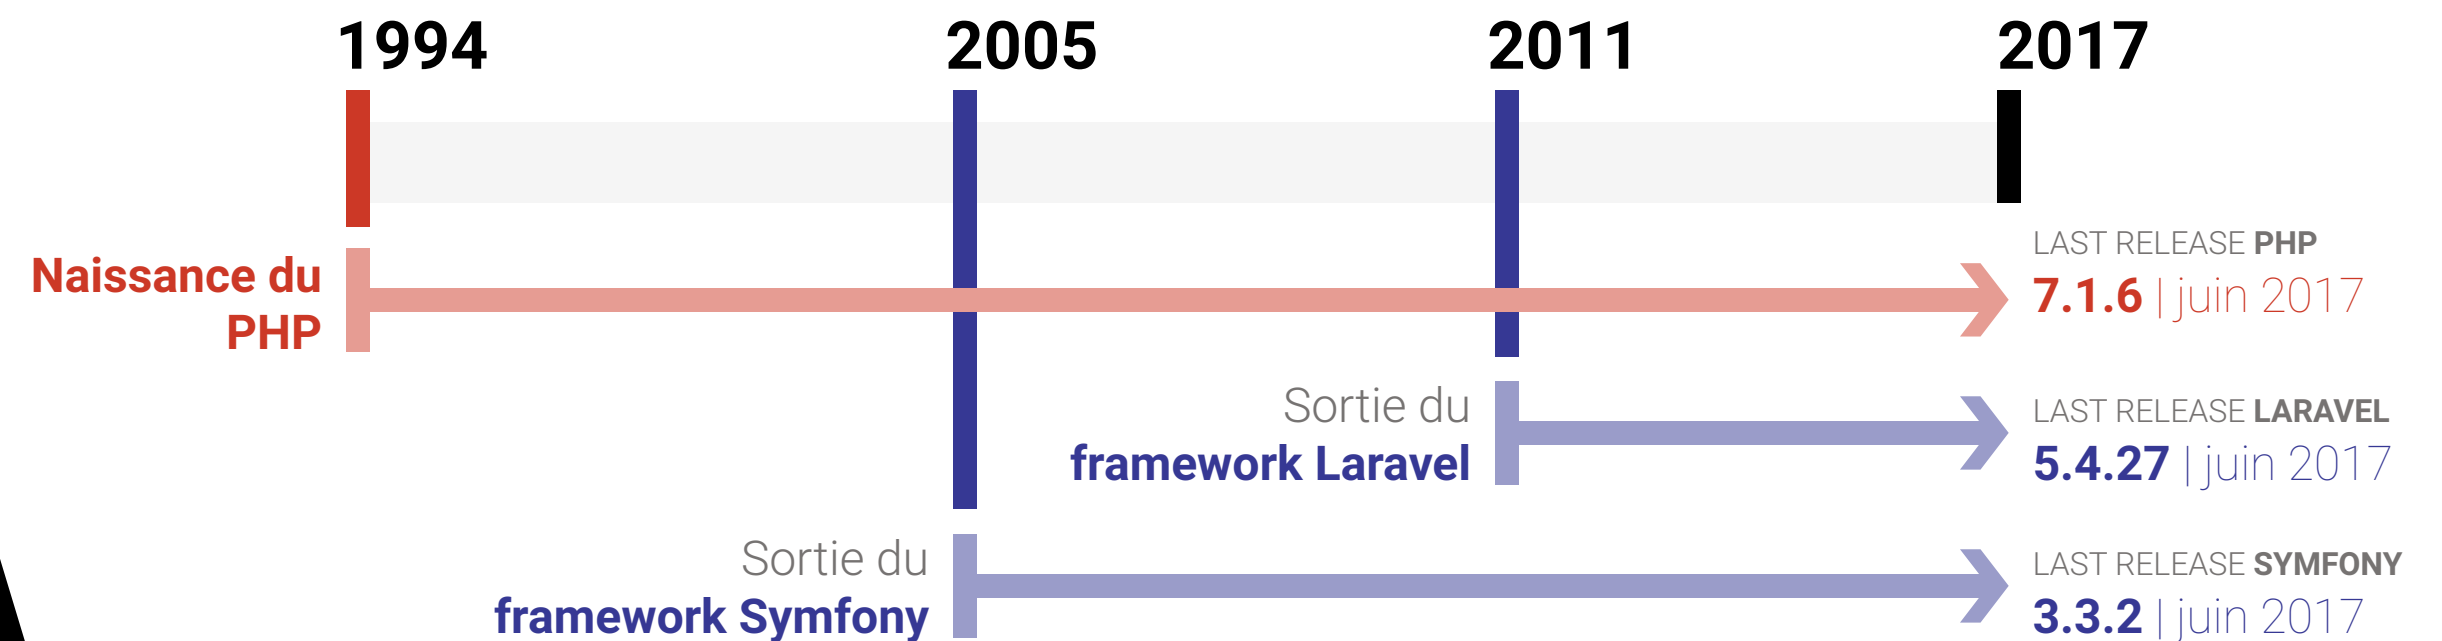 1994
2005
2011
2017
Naissance du
PHP
LAST RELEASE PHP
7.1.6 | juin 2017
Sortie du
framework Laravel
LAST RELEASE LARAVEL
5.4.27 | juin 2017
Sortie du
framework Symfony
LAST RELEASE SYMFONY
3.3.2 | juin 2017